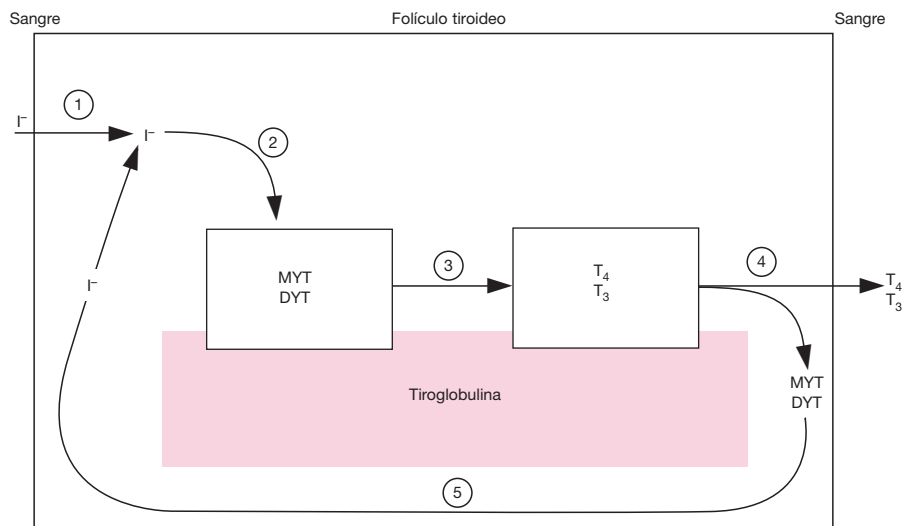 Sangre
Folículo tiroideo
Sangre
1
I⁻
I⁻
2
I⁻
MYT
DYT
3
T₄
T₃
4
T₄
T₃
MYT
DYT
Tiroglobulina
5